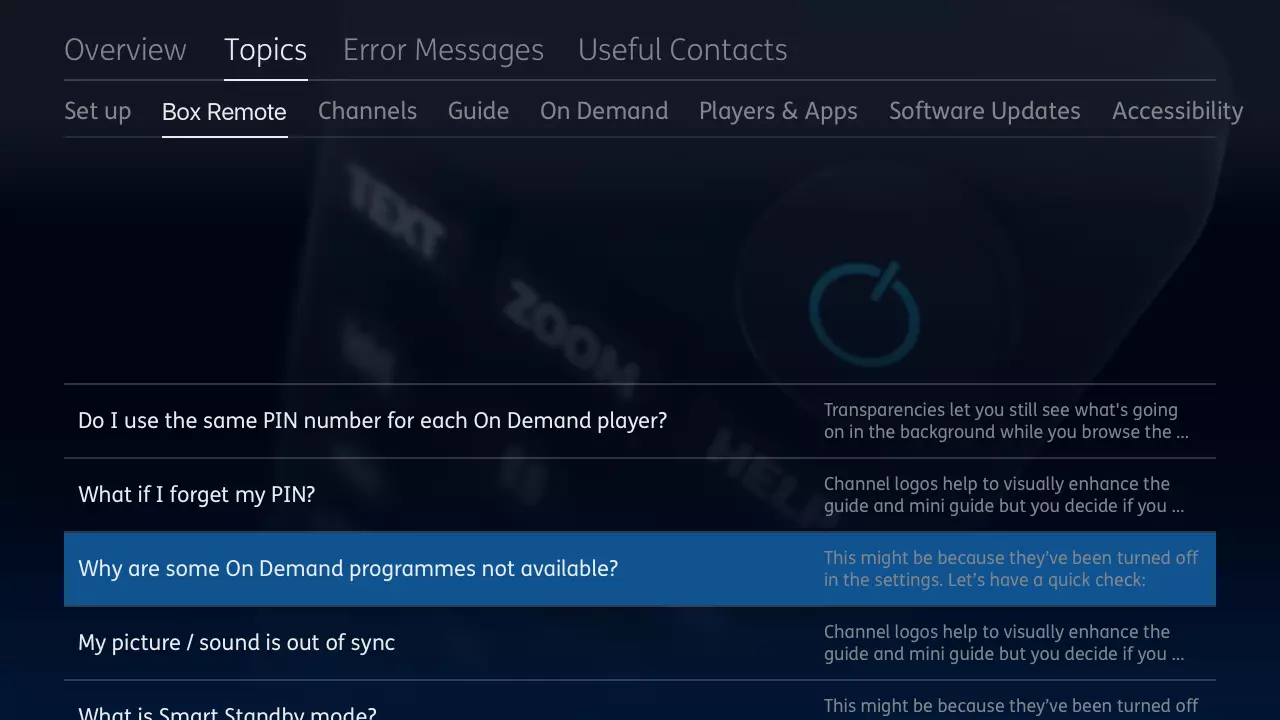 Overview Topics Error Messages Useful Contacts
Set up Box Remote Channels Guide On Demand Players & Apps Software Updates Accessibility
TEXT
ZOOM
HELP
Do I use the same PIN number for each On Demand player?
Transparencies let you still see what's going
on in the background while you browse the ...
What if I forget my PIN?
Channel logos help to visually enhance the
guide and mini guide but you decide if you ...
Why are some On Demand programmes not available?
This might be because they’ve been turned off
in the settings. Let’s have a quick check:
My picture / sound is out of sync
Channel logos help to visually enhance the
guide and mini guide but you decide if you ...
What is Smart Standby mode?
This might be because they’ve been turned off